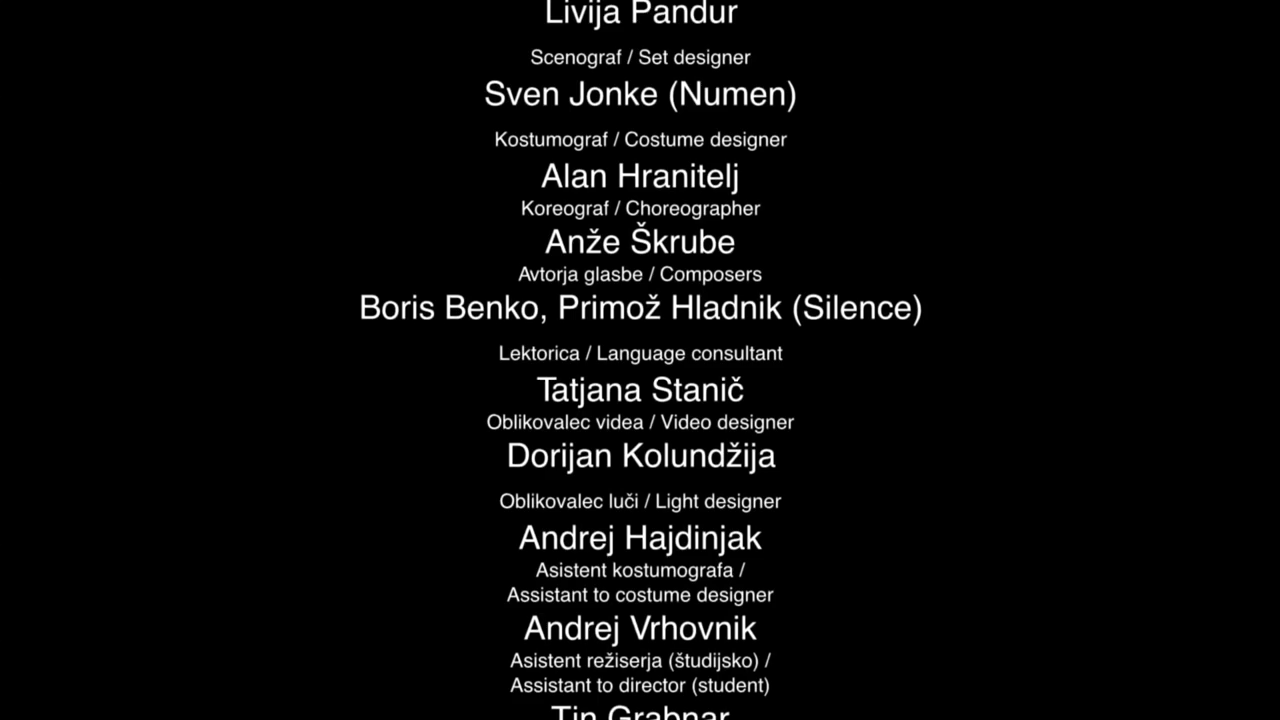 Livija Pandur
Scenograf / Set designer
Sven Jonke (Numen)
Kostumograf / Costume designer
Alan Hranitelj
Koreograf / Choreographer
Anže Škrube
Avtorja glasbe / Composers
Boris Benko, Primož Hladnik (Silence)
Lektorica / Language consultant
Tatjana Stanič
Oblikovalec videa / Video designer
Dorijan Kolundžija
Oblikovalec luči / Light designer
Andrej Hajdinjak
Asistent kostumografa /
Assistant to costume designer
Andrej Vrhovnik
Asistent režiserja (študijsko) /
Assistant to director (student)
Tin Grabnar